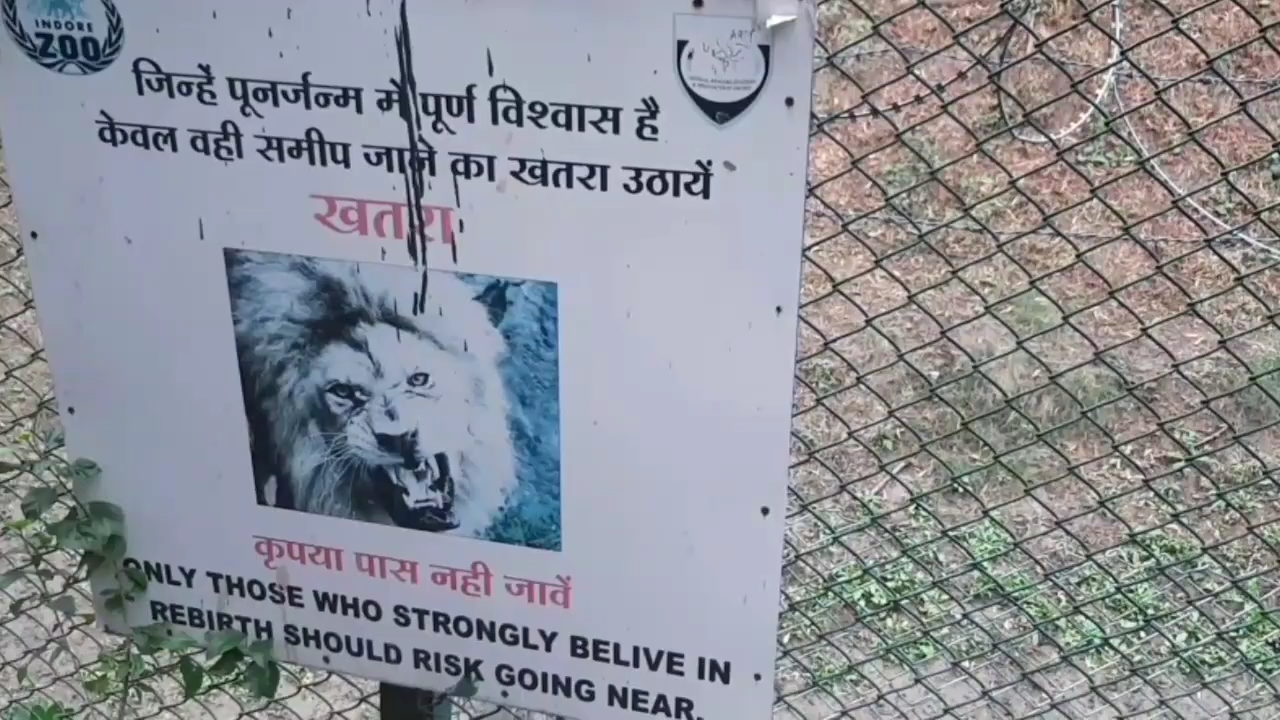 INDORE
ZOO
जिन्हें पूनर्जन्म में पूर्ण विश्वास है
केवल वही समीप जाने का खतरा उठायें
खतरा
कृपया पास नही जावें
ONLY THOSE WHO STRONGLY BELIVE IN
REBIRTH SHOULD RISK GOING NEAR.